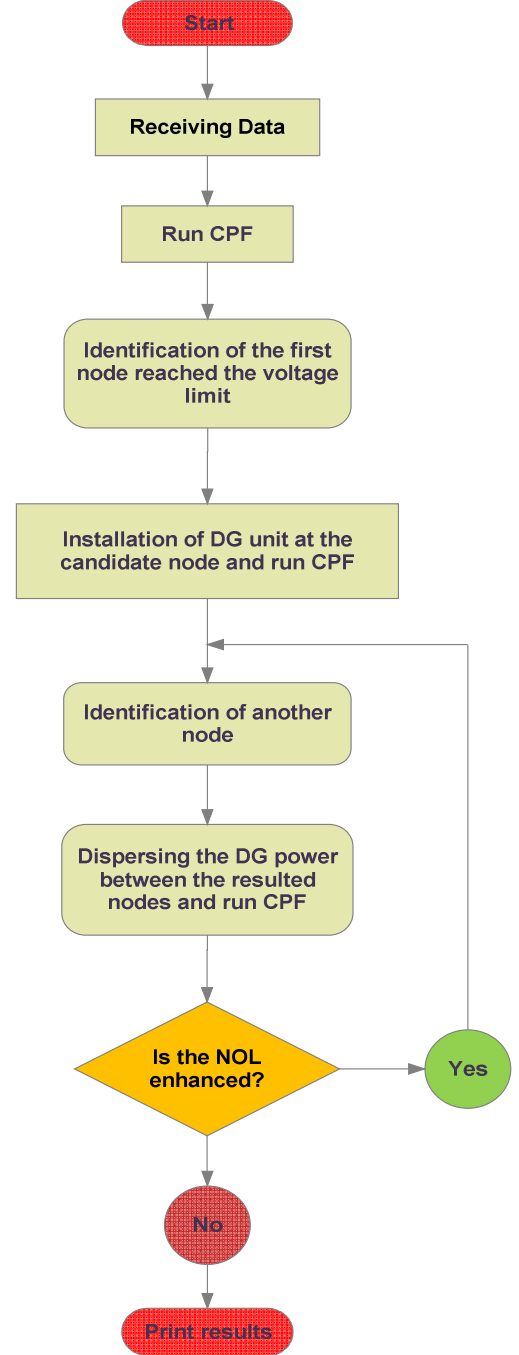 Start
Receiving Data
Run CPF
Identification of the first
node reached the voltage
limit
Installation of DG unit at the
candidate node and run CPF
Identification of another
node
Dispersing the DG power
between the resulted
nodes and run CPF
Is the NOL
enhanced?
Yes
No
Print results